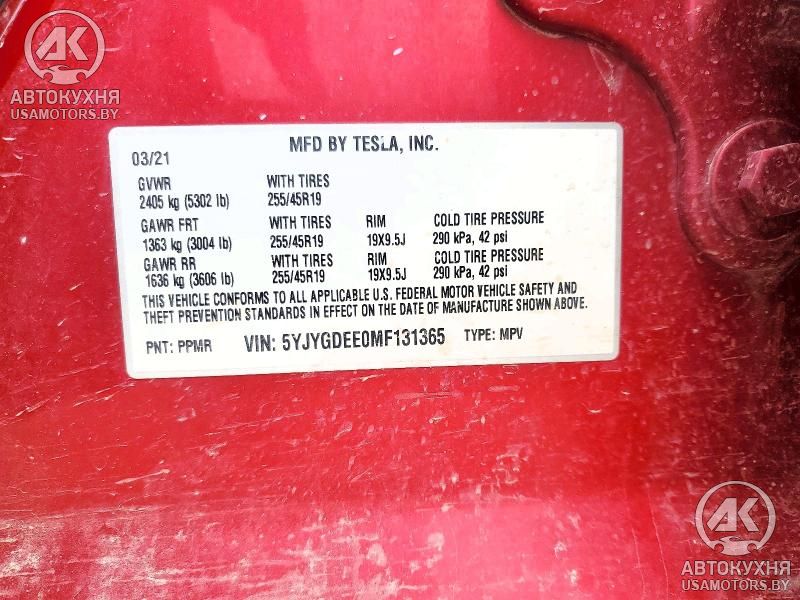 АК
АВТОКУХНЯ
USAMOTORS.BY
MFD BY TESLA, INC.
03/21
GVWR WITH TIRES
2405 kg (5302 lb) 255/45R19
GAWR FRT WITH TIRES RIM COLD TIRE PRESSURE
1363 kg (3004 lb) 255/45R19 19X9.5J 290 kPa, 42 psi
GAWR RR WITH TIRES RIM COLD TIRE PRESSURE
1636 kg (3606 lb) 255/45R19 19X9.5J 290 kPa, 42 psi
THIS VEHICLE CONFORMS TO ALL APPLICABLE U.S. FEDERAL MOTOR VEHICLE SAFETY AND
THEFT PREVENTION STANDARDS IN EFFECT ON THE DATE OF MANUFACTURE SHOWN ABOVE.
PNT: PPMR VIN: 5YJYGDEE0MF131365 TYPE: MPV
АК
АВТОКУХНЯ
USAMOTORS.BY